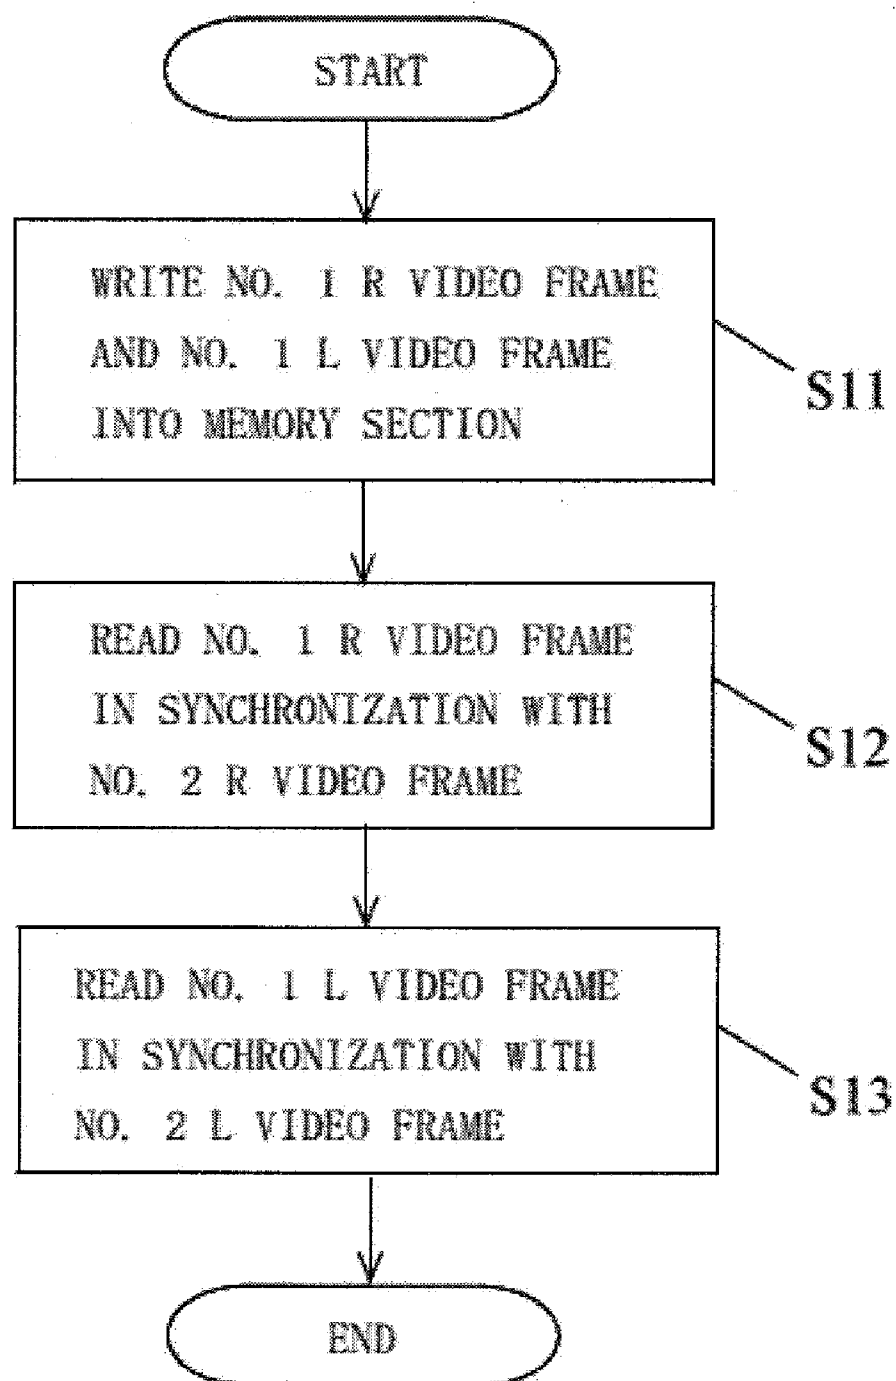 START
WRITE NO. 1 R VIDEO FRAME
AND NO. 1 L VIDEO FRAME
INTO MEMORY SECTION
S11
READ NO. 1 R VIDEO FRAME
IN SYNCHRONIZATION WITH
NO. 2 R VIDEO FRAME
S12
READ NO. 1 L VIDEO FRAME
IN SYNCHRONIZATION WITH
NO. 2 L VIDEO FRAME
S13
END